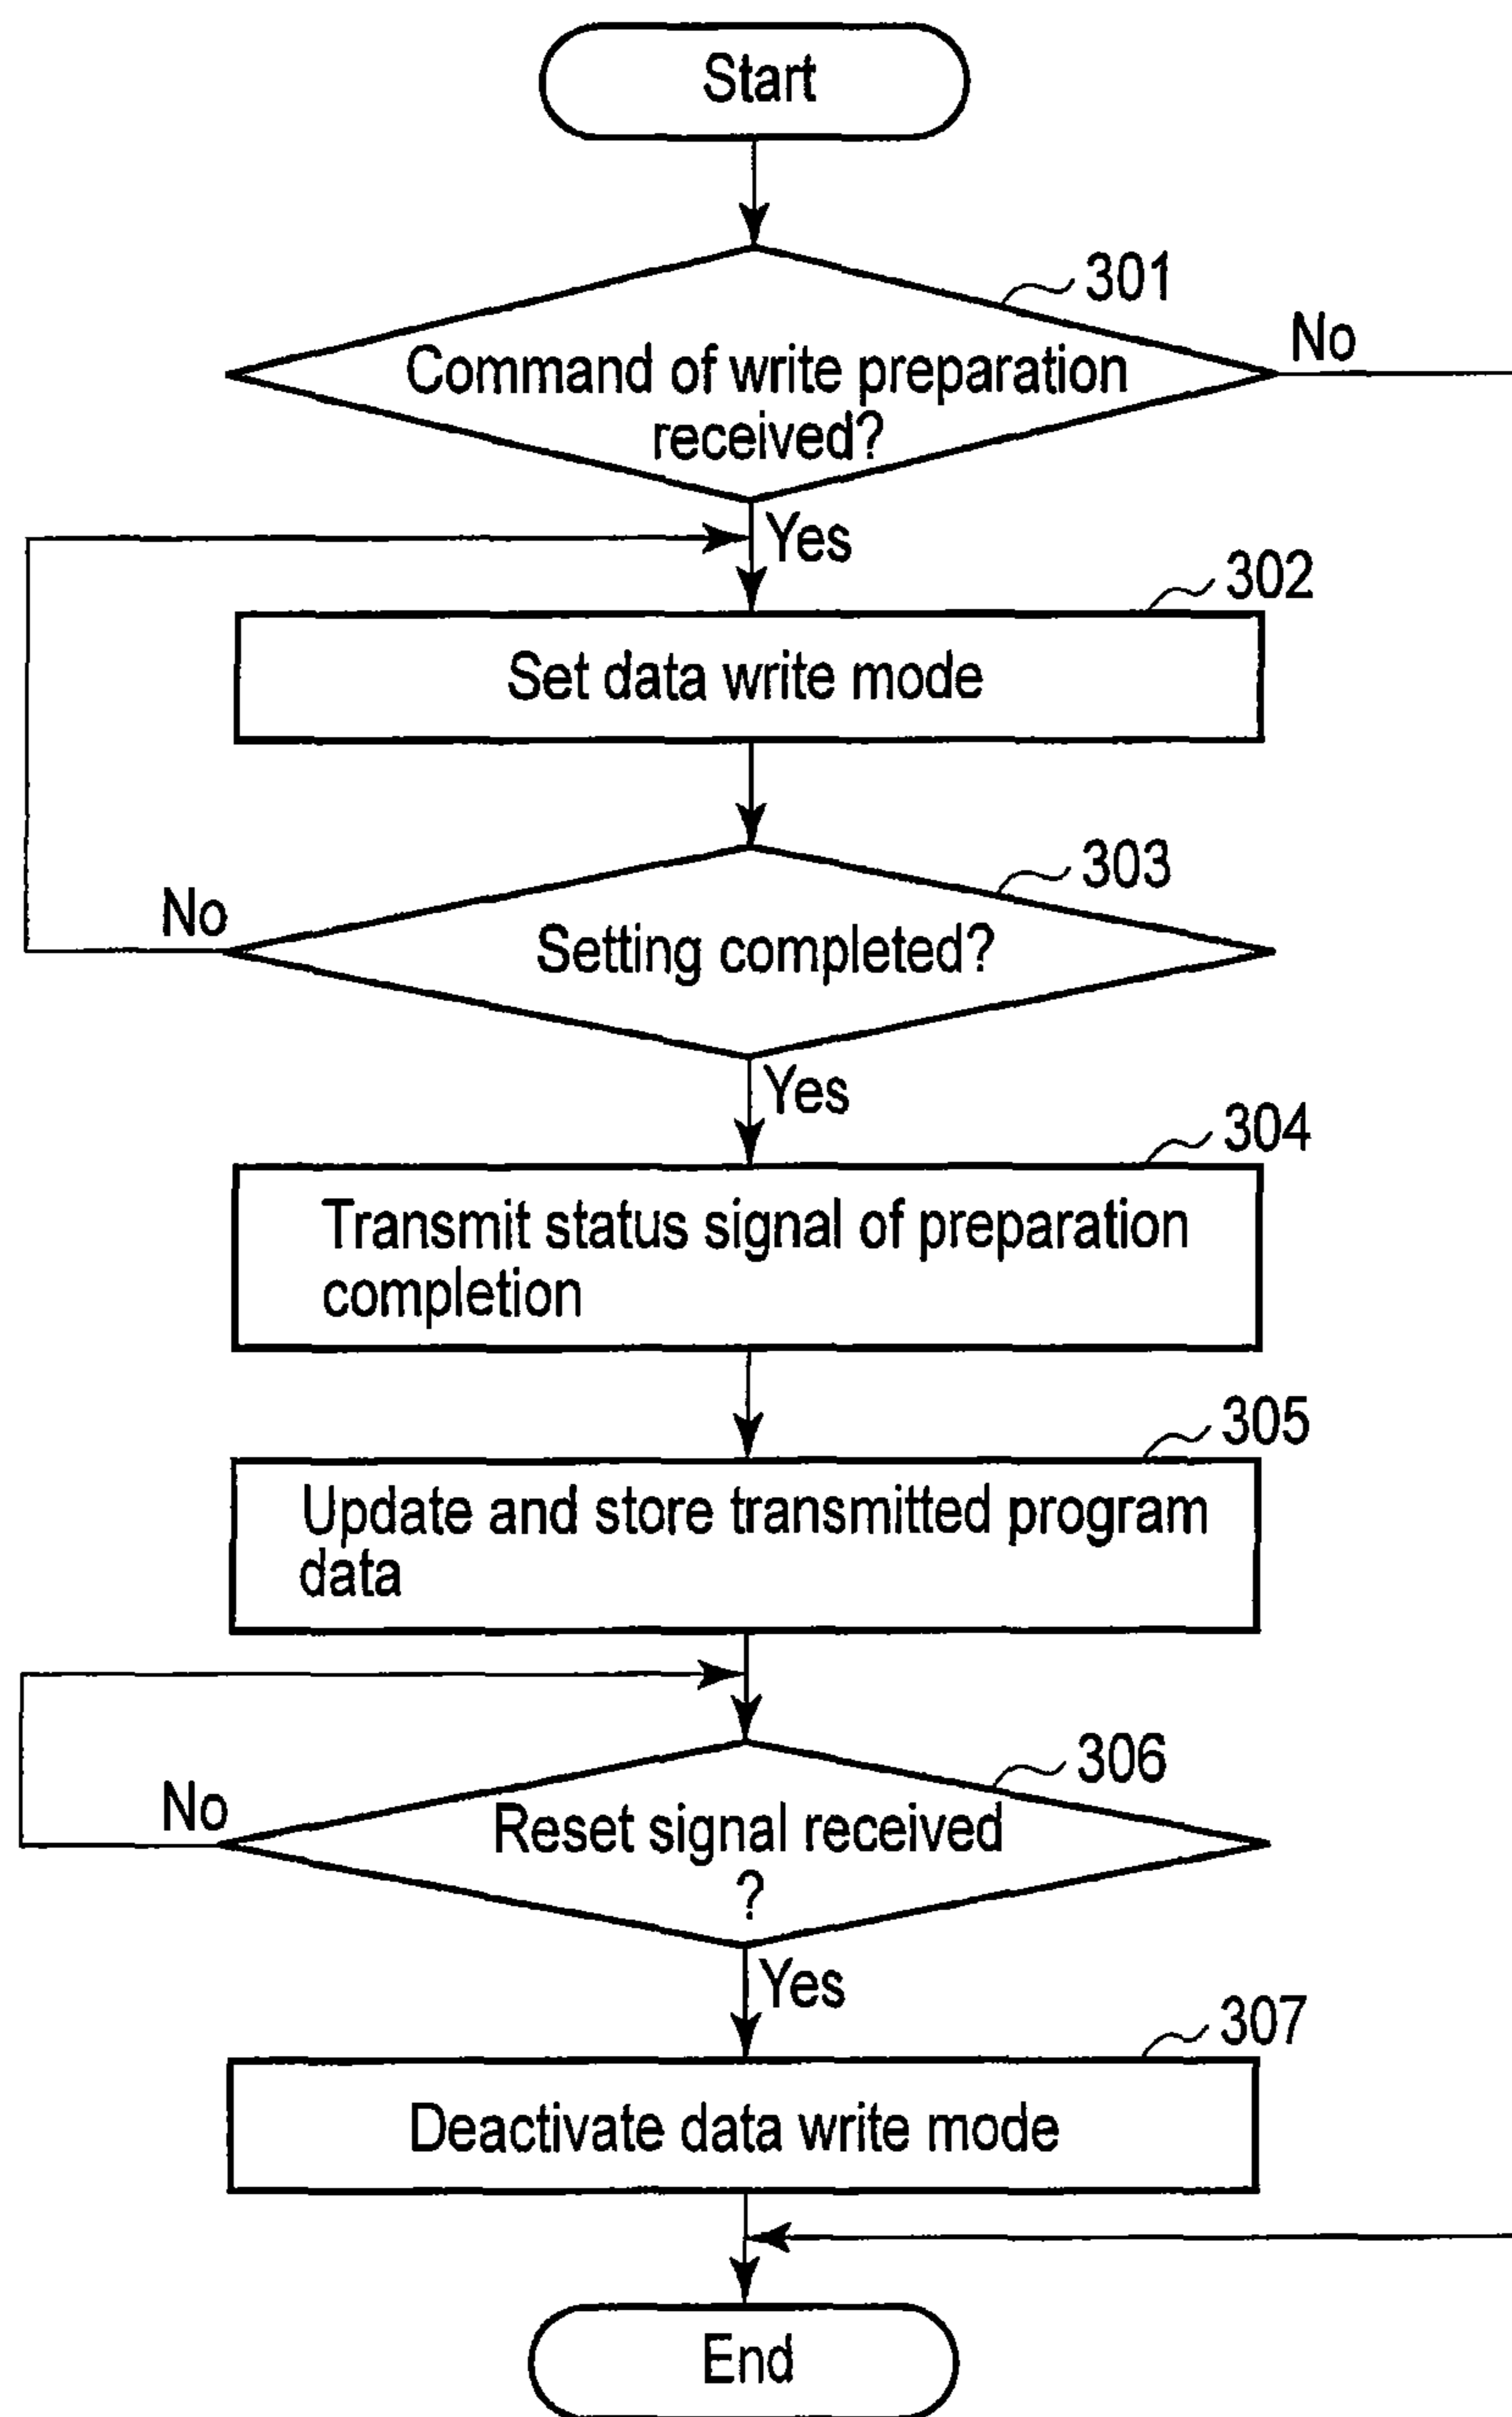 Start
301
No
Command of write preparation
received?
Yes
302
Set data write mode
303
No
Setting completed?
Yes
304
Transmit status signal of preparation
completion
305
Update and store transmitted program
data
306
No
Reset signal received
?
Yes
307
Deactivate data write mode
End